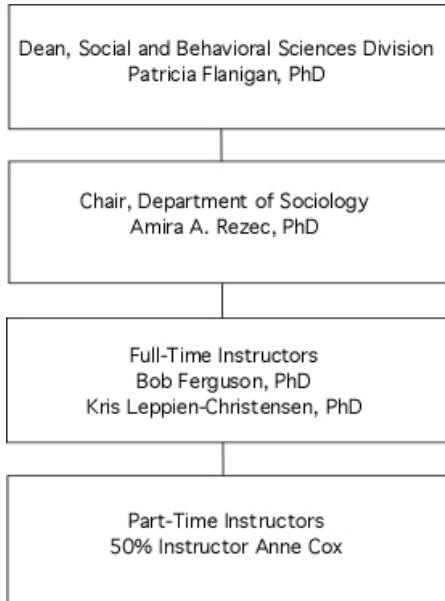 Dean, Social and Behavioral Sciences Division
Patricia Flanigan, PhD
Chair, Department of Sociology
Amira A. Rezec, PhD
Full-Time Instructors
Bob Ferguson, PhD
Kris Leppien-Christensen, PhD
Part-Time Instructors
50% Instructor Anne Cox